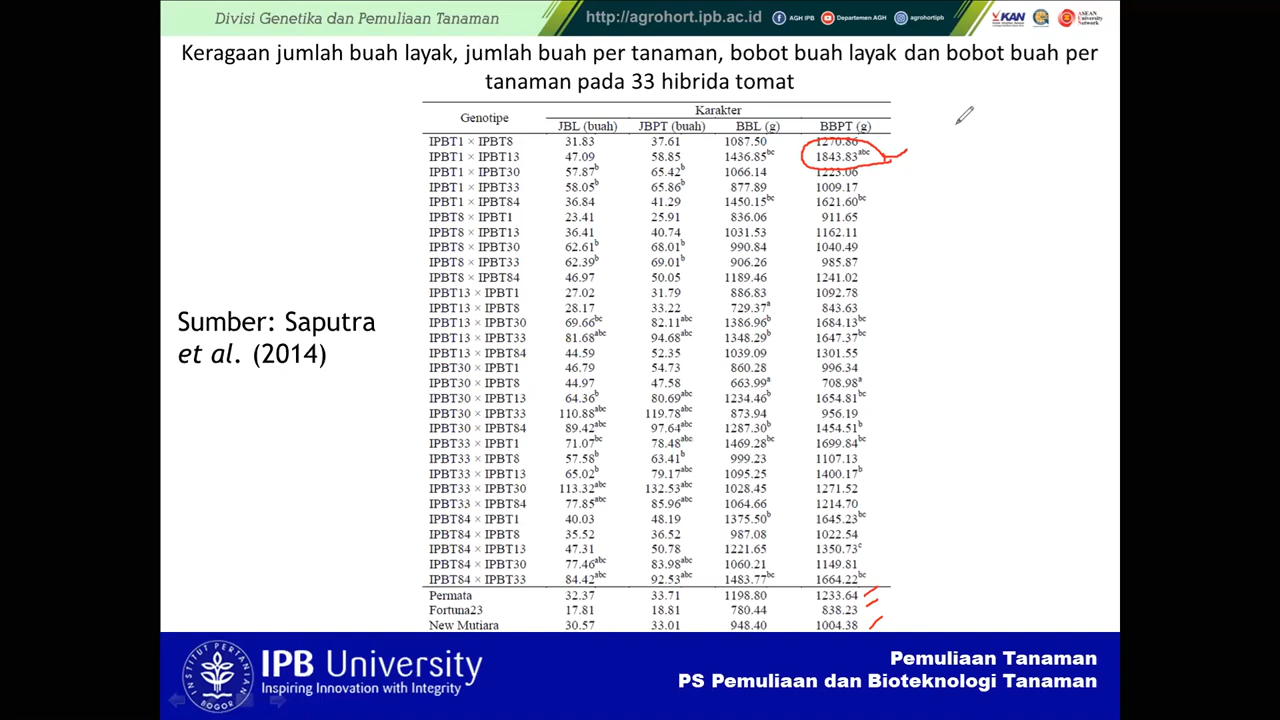 Divisi Genetika dan Pemuliaan Tanaman
http://agrohort.ipb.ac.id
AGH IPB
Departemen AGH
agrohortipb
KAN
ASEAN University Network
Keragaan jumlah buah layak, jumlah buah per tanaman, bobot buah layak dan bobot buah per
tanaman pada 33 hibrida tomat
Genotipe Karakter
JBL (buah) JBPT (buah) BBL (g) BBPT (g)
IPBT1 × IPBT8 31.83 37.61 1087.50 1270.86
IPBT1 × IPBT13 47.09 58.85 1436.85bc 1843.83abc
IPBT1 × IPBT30 57.87b 65.42b 1066.14 1223.06
IPBT1 × IPBT33 58.05b 65.86b 877.89 1009.17
IPBT1 × IPBT84 36.84 41.29 1450.15bc 1621.60bc
IPBT8 × IPBT1 23.41 25.91 836.06 911.65
IPBT8 × IPBT13 36.41 40.74 1031.53 1162.11
IPBT8 × IPBT30 62.61b 68.01b 990.84 1040.49
IPBT8 × IPBT33 62.39b 69.01b 906.26 985.87
IPBT8 × IPBT84 46.97 50.05 1189.46 1241.02
IPBT13 × IPBT1 27.02 31.79 886.83 1092.78
IPBT13 × IPBT8 28.17 33.22 729.37a 843.63
IPBT13 × IPBT30 69.66bc 82.11abc 1386.96b 1684.13bc
IPBT13 × IPBT33 81.68abc 94.68abc 1348.29b 1647.37bc
IPBT13 × IPBT84 44.59 52.35 1039.09 1301.55
IPBT30 × IPBT1 46.79 54.73 860.28 996.34
IPBT30 × IPBT8 44.97 47.58 663.99a 708.98a
IPBT30 × IPBT13 64.36b 80.69abc 1234.46b 1654.81bc
IPBT30 × IPBT33 110.88abc 119.78abc 873.94 956.19
IPBT30 × IPBT84 89.42abc 97.64abc 1287.30b 1454.51b
IPBT33 × IPBT1 71.07bc 78.48abc 1469.28bc 1699.84bc
IPBT33 × IPBT8 57.58b 63.41b 999.23 1107.13
IPBT33 × IPBT13 65.02b 79.17abc 1095.25 1400.17b
IPBT33 × IPBT30 113.32abc 132.53abc 1028.45 1271.52
IPBT33 × IPBT84 77.85abc 85.96abc 1064.66 1214.70
IPBT84 × IPBT1 40.03 48.19 1375.50b 1645.23bc
IPBT84 × IPBT8 35.52 36.52 987.08 1022.54
IPBT84 × IPBT13 47.31 50.78 1221.65 1350.73c
IPBT84 × IPBT30 77.46abc 83.98abc 1060.21 1149.81
IPBT84 × IPBT33 84.42abc 92.53abc 1483.77bc 1664.22bc
Permata 32.37 33.71 1198.80 1233.64
Fortuna23 17.81 18.81 780.44 838.23
New Mutiara 30.57 33.01 948.40 1004.38
Sumber: Saputra
et al. (2014)
INSTITUT PERTANIAN BOGOR
IPB University
Inspiring Innovation with Integrity
Pemuliaan Tanaman
PS Pemuliaan dan Bioteknologi Tanaman